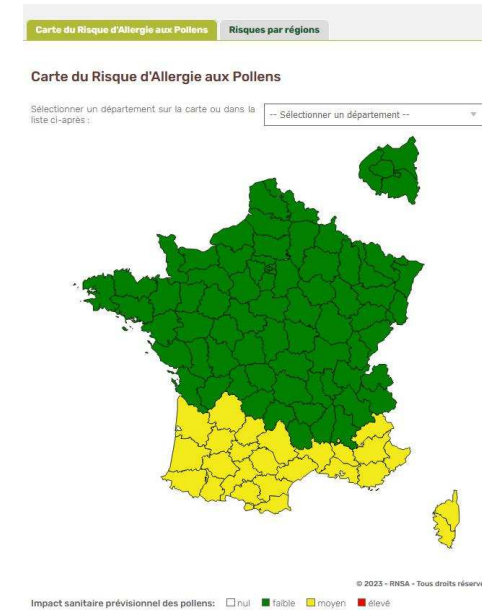 Carte du Risque d'Allergie aux Pollens Risques par régions
Carte du Risque d'Allergie aux Pollens
Sélectionner un département sur la carte ou dans la
liste ci-après :
-- Sélectionner un département --
© 2023 - RNSA - Tous droits réservé
Impact sanitaire prévisionnel des pollens: nul faible moyen élevé